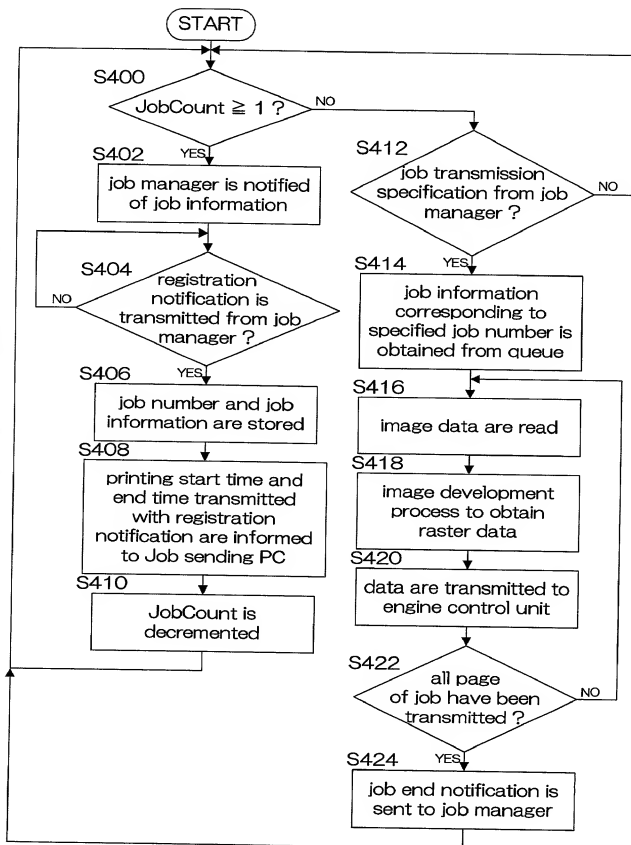 START
S400
JobCount ≧ 1 ?
NO
YES
S402
job manager is notified
of job information
S404
registration
notification is
transmitted from job
manager ?
NO
YES
S406
job number and job
information are stored
S408
printing start time and
end time transmitted
with registration
notification are informed
to Job sending PC
S410
JobCount is
decremented
S412
job transmission
specification from job
manager ?
NO
YES
S414
job information
corresponding to
specified job number is
obtained from queue
S416
image data are read
S418
image development
process to obtain
raster data
S420
data are transmitted to
engine control unit
S422
all page
of job have been
transmitted ?
NO
YES
S424
job end notification is
sent to job manager